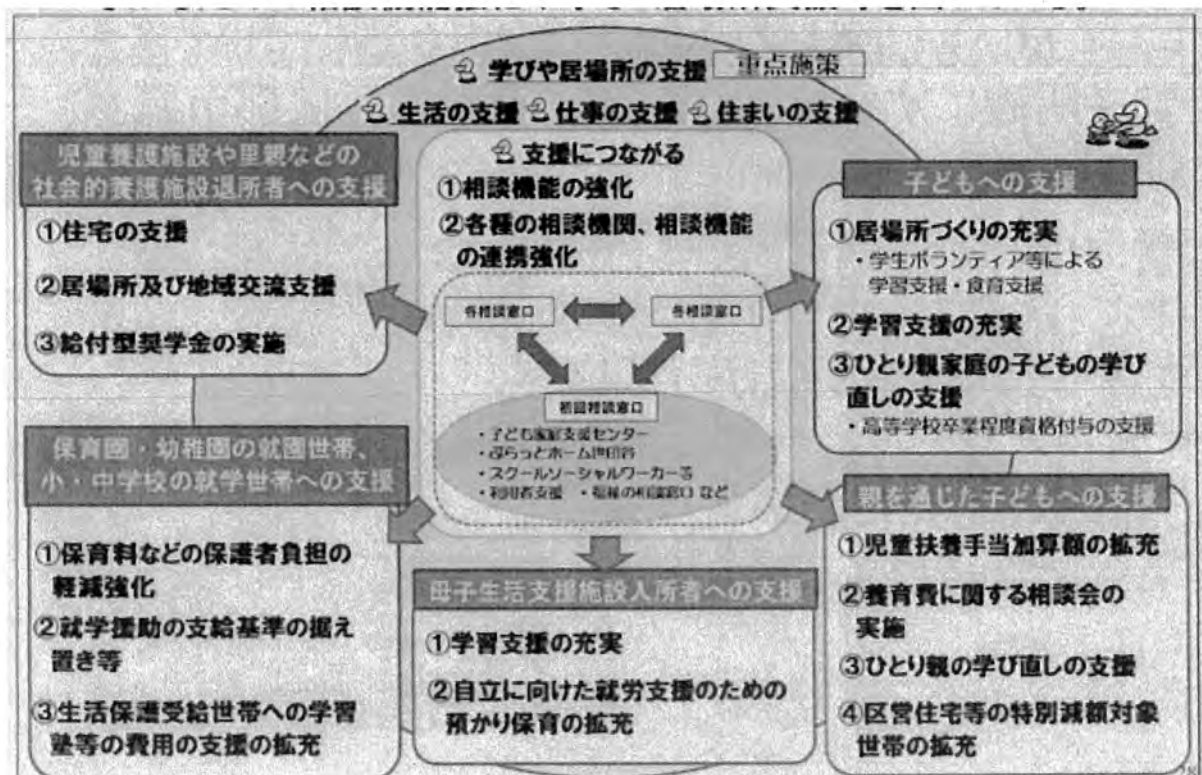 学びや居場所の支援
重点施策
生活の支援
仕事の支援
住まいの支援
支援につながる
①相談機能の強化
②各種の相談機関、相談機能
の連携強化
各相談窓口
各相談窓口
初回相談窓口
・子ども家庭支援センター
・ぷらっとホーム世田谷
・スクールソーシャルワーカー等
・利用者支援 ・福祉の相談窓口 など
児童養護施設や里親などの
社会的養護施設退所者への支援
①住宅の支援
②居場所及び地域交流支援
③給付型奨学金の実施
子どもへの支援
①居場所づくりの充実
・学生ボランティア等による
学習支援・食育支援
②学習支援の充実
③ひとり親家庭の子どもの学び
直しの支援
・高等学校卒業程度資格付与の支援
保育園・幼稚園の就園世帯、
小・中学校の就学世帯への支援
①保育料などの保護者負担の
軽減強化
②就学援助の支給基準の据え
置き等
③生活保護受給世帯への学習
塾等の費用の支援の拡充
母子生活支援施設入所者への支援
①学習支援の充実
②自立に向けた就労支援のための
預かり保育の拡充
親を通じた子どもへの支援
①児童扶養手当加算額の拡充
②養育費に関する相談会の
実施
③ひとり親の学び直しの支援
④区営住宅等の特別減額対象
世帯の拡充